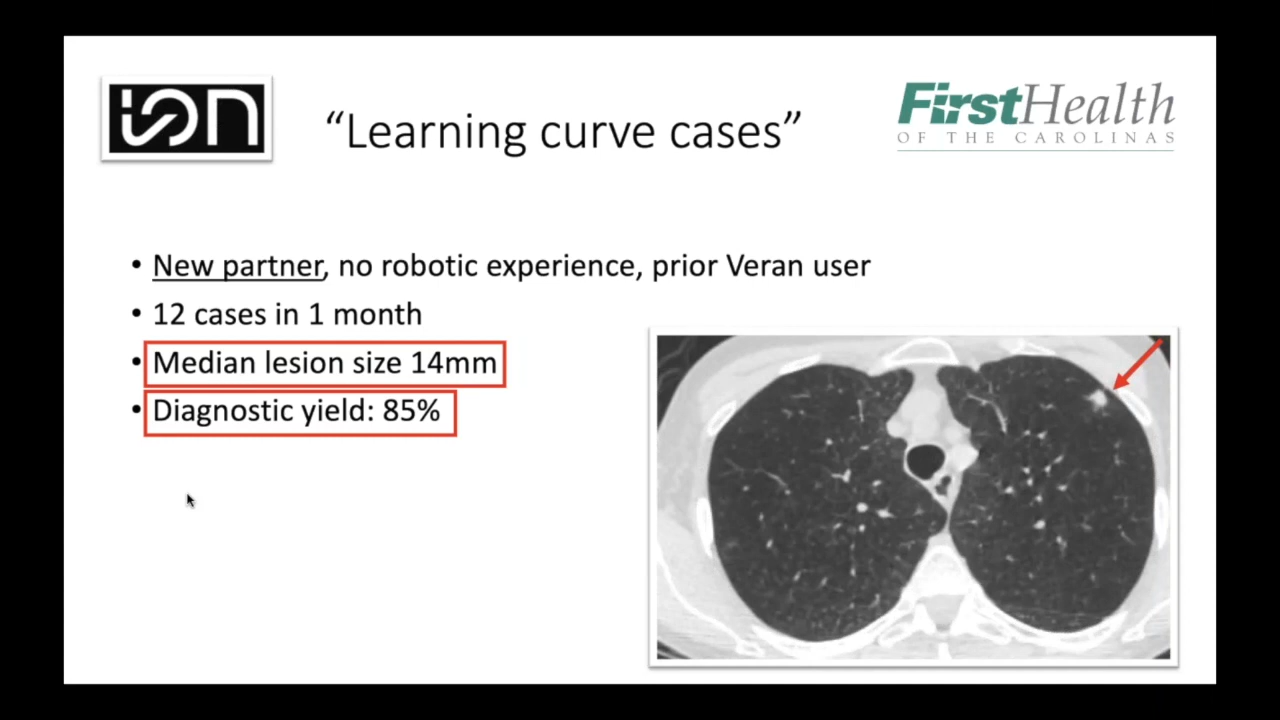 ion
“Learning curve cases”
FirstHealth
OF THE CAROLINAS
• New partner, no robotic experience, prior Veran user
• 12 cases in 1 month
• Median lesion size 14mm
• Diagnostic yield: 85%